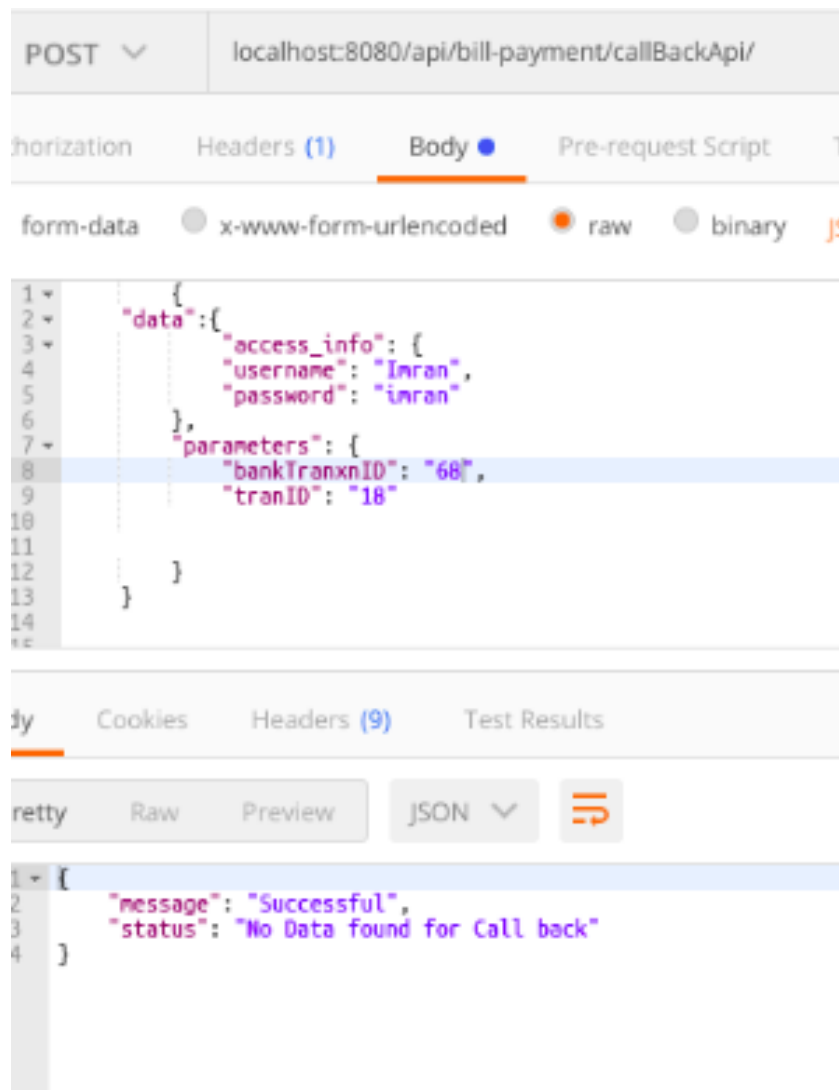 POST localhost:8080/api/bill-payment/callBackApi/
horization Headers (1) Body Pre-request Script T
form-data x-www-form-urlencoded raw binary JS
1 {
2 "data":{
3 "access_info": {
4 "username": "Imran",
5 "password": "imran"
6 },
7 "parameters": {
8 "bankTranxnID": "68",
9 "tranID": "18"
10
11
12 }
13 }
14
15
dy Cookies Headers (9) Test Results
retty Raw Preview JSON
1 {
2 "message": "Successful",
3 "status": "No Data found for Call back"
4 }